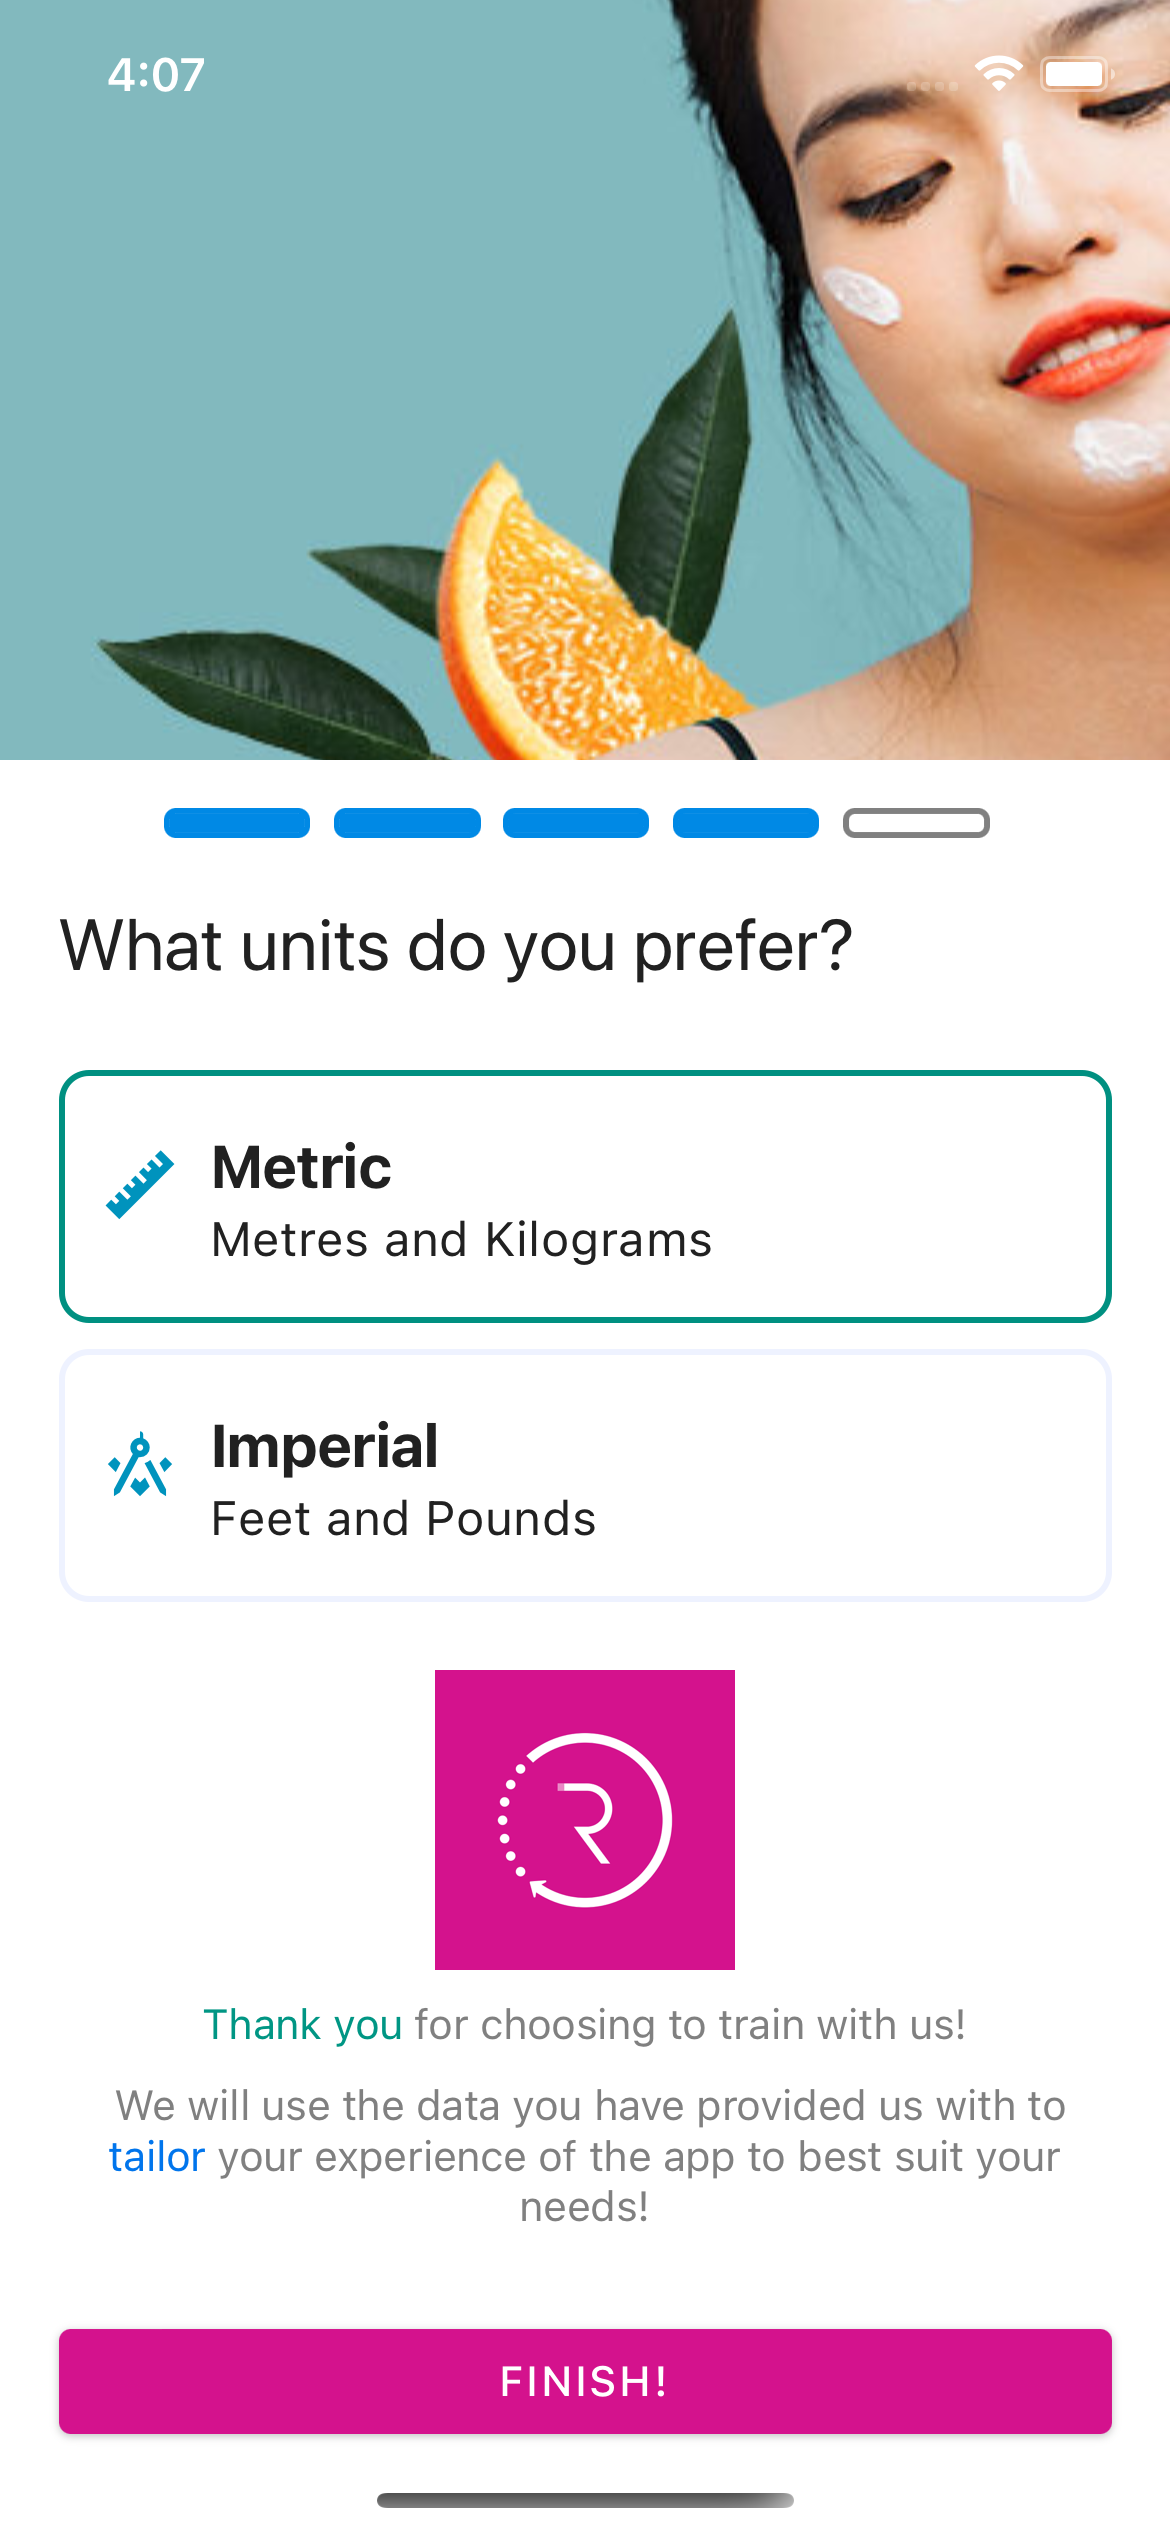 4:07
What units do you prefer?
Metric
Metres and Kilograms
Imperial
Feet and Pounds
R
Thank you for choosing to train with us!
We will use the data you have provided us with to
tailor your experience of the app to best suit your
needs!
FINISH!